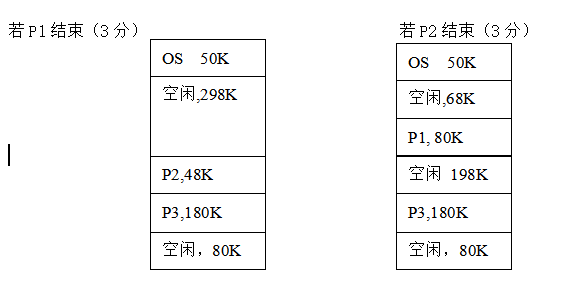 若P1结束（3分）
OS 50K
空闲,298K
P2,48K
P3,180K
空闲，80K
若P2结束（3分）
OS 50K
空闲,68K
P1, 80K
空闲 198K
P3,180K
空闲，80K